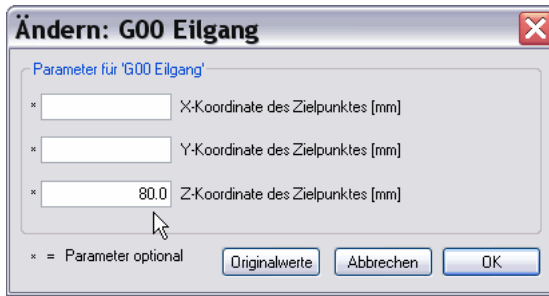 Ändern: G00 Eilgang
Parameter für 'G00 Eilgang'
* X-Koordinate des Zielpunktes [mm]
* Y-Koordinate des Zielpunktes [mm]
* 80.0 Z-Koordinate des Zielpunktes [mm]
* = Parameter optional Originalwerte Abbrechen OK